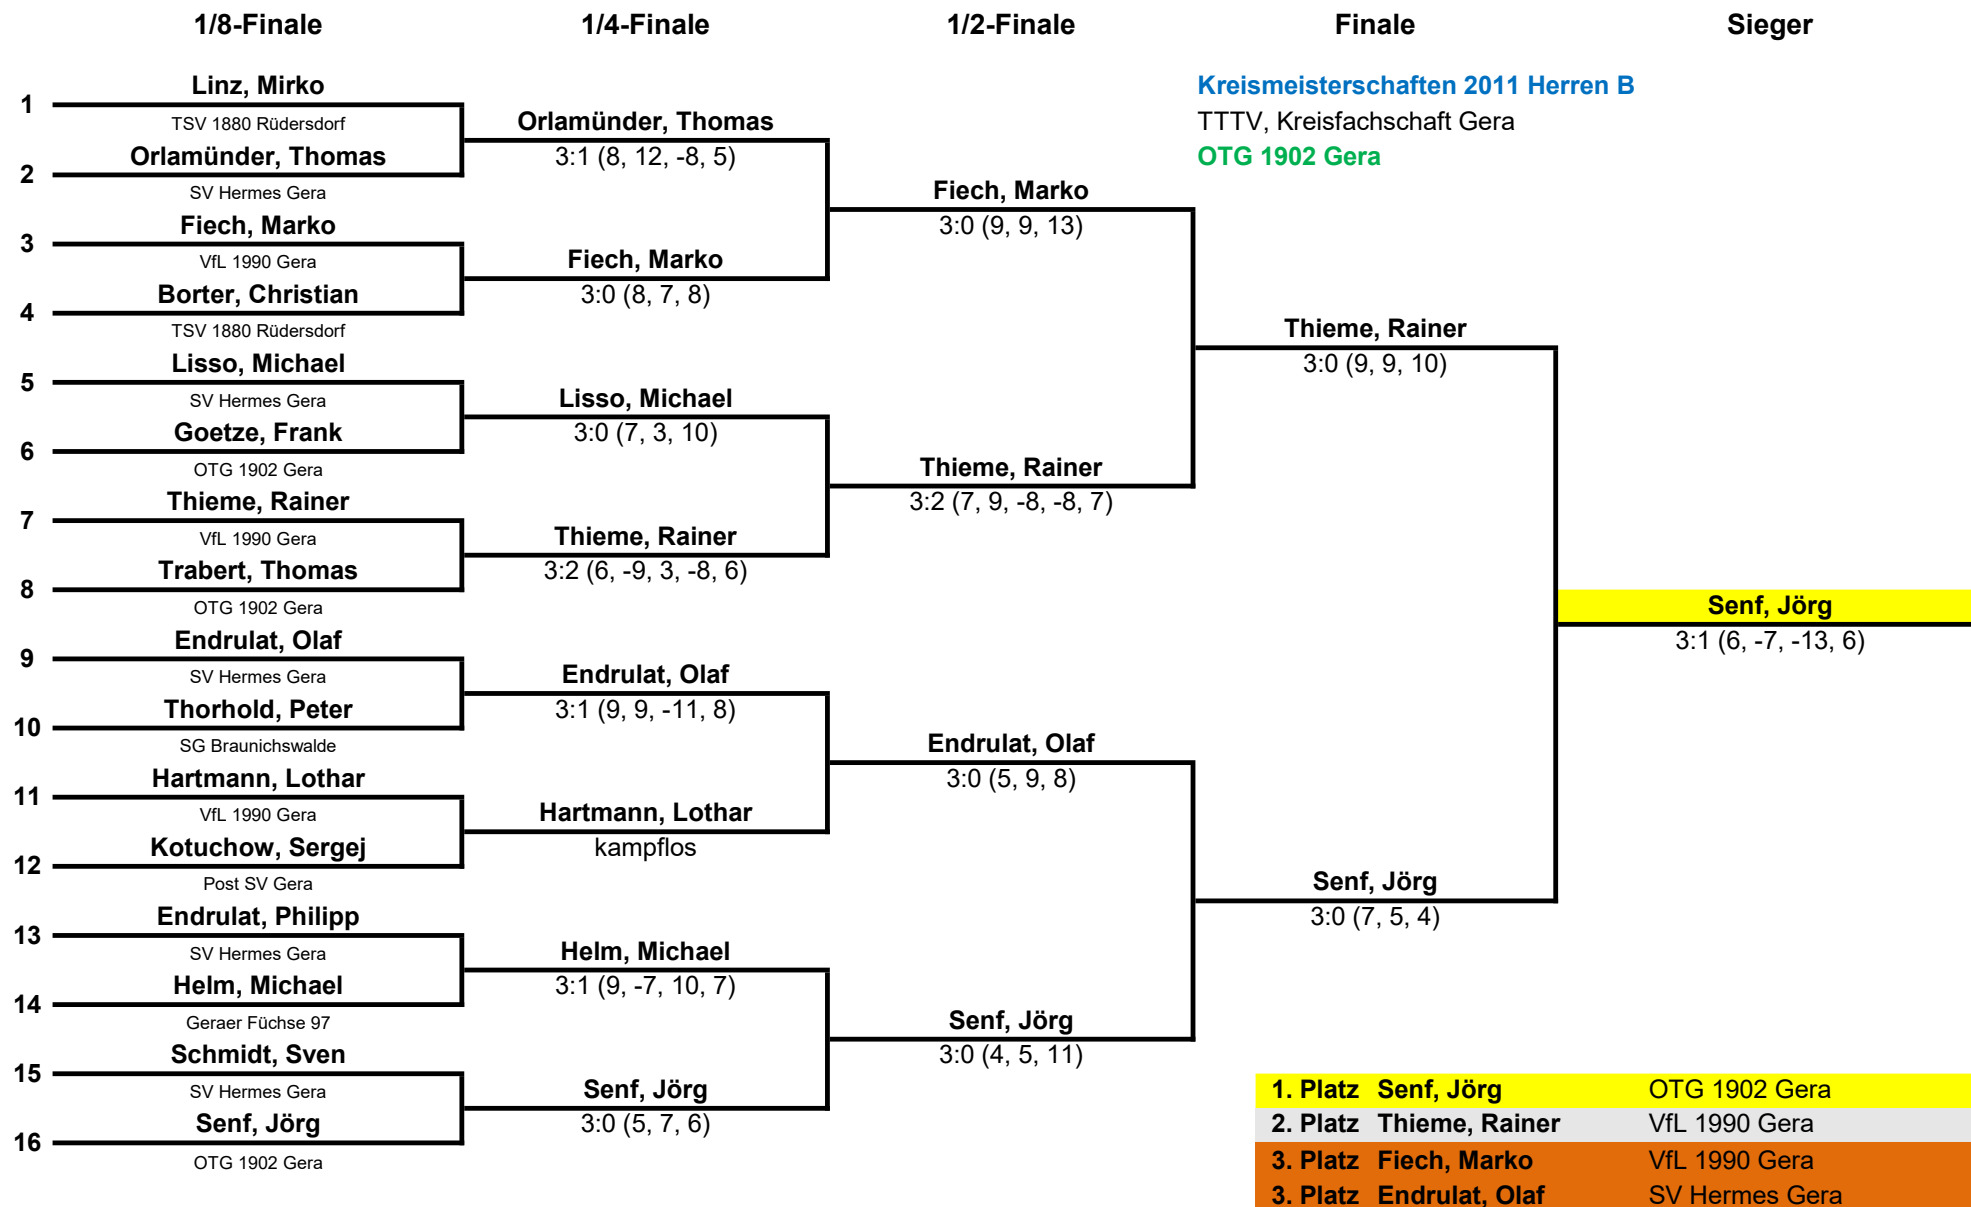 1/8-Finale 1/4-Finale 1/2-Finale Finale Sieger
Linz, Mirko Kreismeisterschaften 2011 Herren B
1
TSV 1880 Rüdersdorf Orlamünder, Thomas TTTV, Kreisfachschaft Gera
Orlamünder, Thomas 3:1 (8, 12, -8, 5) OTG 1902 Gera
2
SV Hermes Gera Fiech, Marko
Fiech, Marko 3:0 (9, 9, 13)
3
VfL 1990 Gera Fiech, Marko
Borter, Christian 3:0 (8, 7, 8)
4
TSV 1880 Rüdersdorf Thieme, Rainer
Lisso, Michael 3:0 (9, 9, 10)
5
SV Hermes Gera Lisso, Michael
Goetze, Frank 3:0 (7, 3, 10)
6
OTG 1902 Gera Thieme, Rainer
Thieme, Rainer 3:2 (7, 9, -8, -8, 7)
7
VfL 1990 Gera Thieme, Rainer
Trabert, Thomas 3:2 (6, -9, 3, -8, 6)
8
OTG 1902 Gera Senf, Jörg
Endrulat, Olaf 3:1 (6, -7, -13, 6)
9
SV Hermes Gera Endrulat, Olaf
Thorhold, Peter 3:1 (9, 9, -11, 8)
10
SG Braunichswalde Endrulat, Olaf
Hartmann, Lothar 3:0 (5, 9, 8)
11
VfL 1990 Gera Hartmann, Lothar
Kotuchow, Sergej kampflos
12
Post SV Gera Senf, Jörg
Endrulat, Philipp 3:0 (7, 5, 4)
13
SV Hermes Gera Helm, Michael
Helm, Michael 3:1 (9, -7, 10, 7)
14
Geraer Füchse 97 Senf, Jörg
Schmidt, Sven 3:0 (4, 5, 11)
15
SV Hermes Gera Senf, Jörg 1. Platz Senf, Jörg OTG 1902 Gera
Senf, Jörg 3:0 (5, 7, 6) 2. Platz Thieme, Rainer VfL 1990 Gera
16
OTG 1902 Gera 3. Platz Fiech, Marko VfL 1990 Gera
3. Platz Endrulat, Olaf SV Hermes Gera